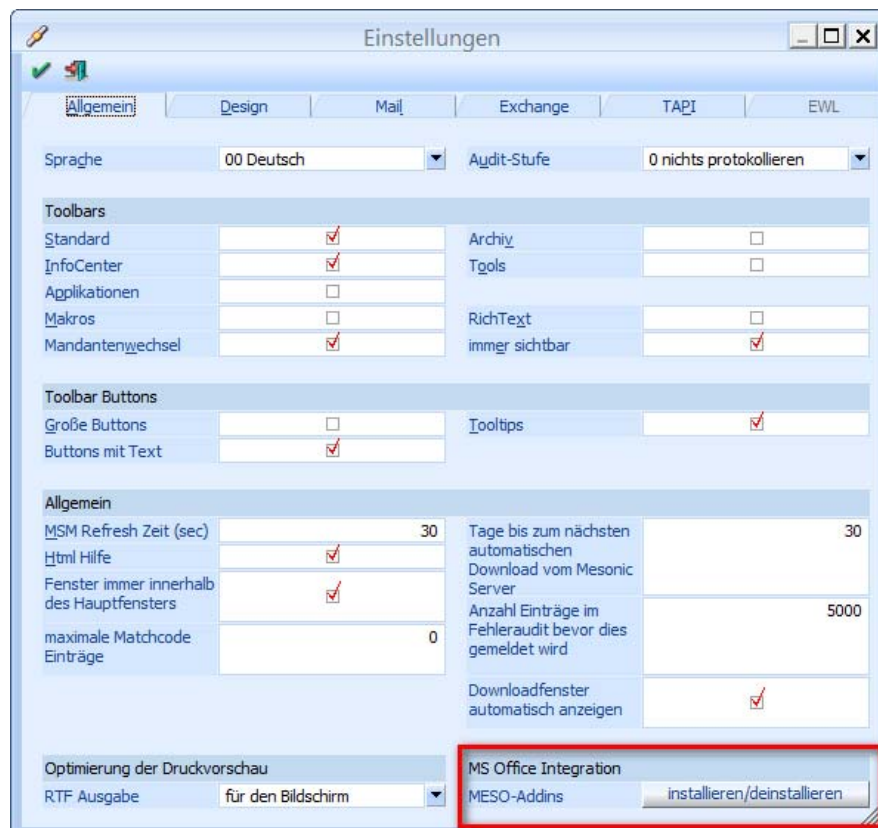 Einstellungen
Allgemein Design Mail Exchange TAPI EWL
Sprache 00 Deutsch Audit-Stufe 0 nichts protokollieren
Toolbars
Standard Archiv
InfoCenter Tools
Applikationen
Makros RichText
Mandantenwechsel immer sichtbar
Toolbar Buttons
Große Buttons Tooltips
Buttons mit Text
Allgemein
MSM Refresh Zeit (sec) 30
Html Hilfe
Fenster immer innerhalb
des Hauptfensters
maximale Matchcode 0
Einträge
Tage bis zum nächsten 30
automatischen
Download vom Mesonic
Server
Anzahl Einträge im 5000
Fehleraudit bevor dies
gemeldet wird
Downloadfenster
automatisch anzeigen
Optimierung der Druckvorschau
RTF Ausgabe für den Bildschirm
MS Office Integration
MESO-Addins installieren/deinstallieren